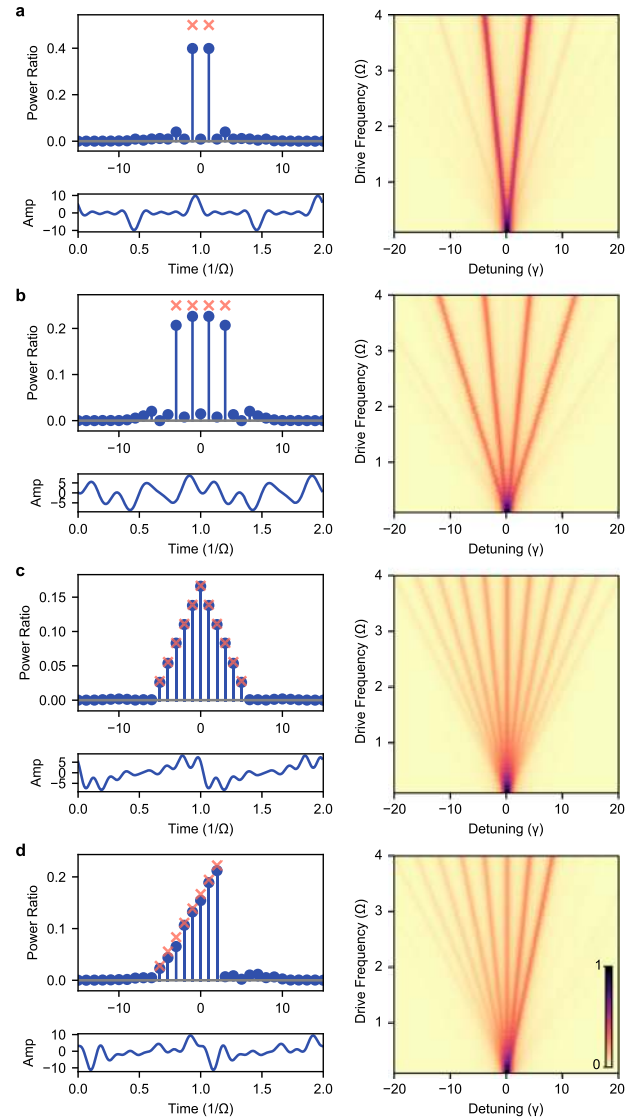 a
Power Ratio
0.4
0.2
0.0
−10 0 10
Amp
10
0
−10
0.0 0.5 1.0 1.5 2.0
Time (1/Ω)
Drive Frequency (Ω)
4
3
2
1
−20 −10 0 10 20
Detuning (γ)
b
Power Ratio
0.2
0.1
0.0
−10 0 10
Amp
5
0
−5
0.0 0.5 1.0 1.5 2.0
Time (1/Ω)
Drive Frequency (Ω)
4
3
2
1
−20 −10 0 10 20
Detuning (γ)
c
Power Ratio
0.15
0.10
0.05
0.00
−10 0 10
Amp
5
0
−5
0.0 0.5 1.0 1.5 2.0
Time (1/Ω)
Drive Frequency (Ω)
4
3
2
1
−20 −10 0 10 20
Detuning (γ)
d
Power Ratio
0.2
0.1
0.0
−10 0 10
Amp
10
0
−10
0.0 0.5 1.0 1.5 2.0
Time (1/Ω)
Drive Frequency (Ω)
4
3
2
1
1
0
−20 −10 0 10 20
Detuning (γ)